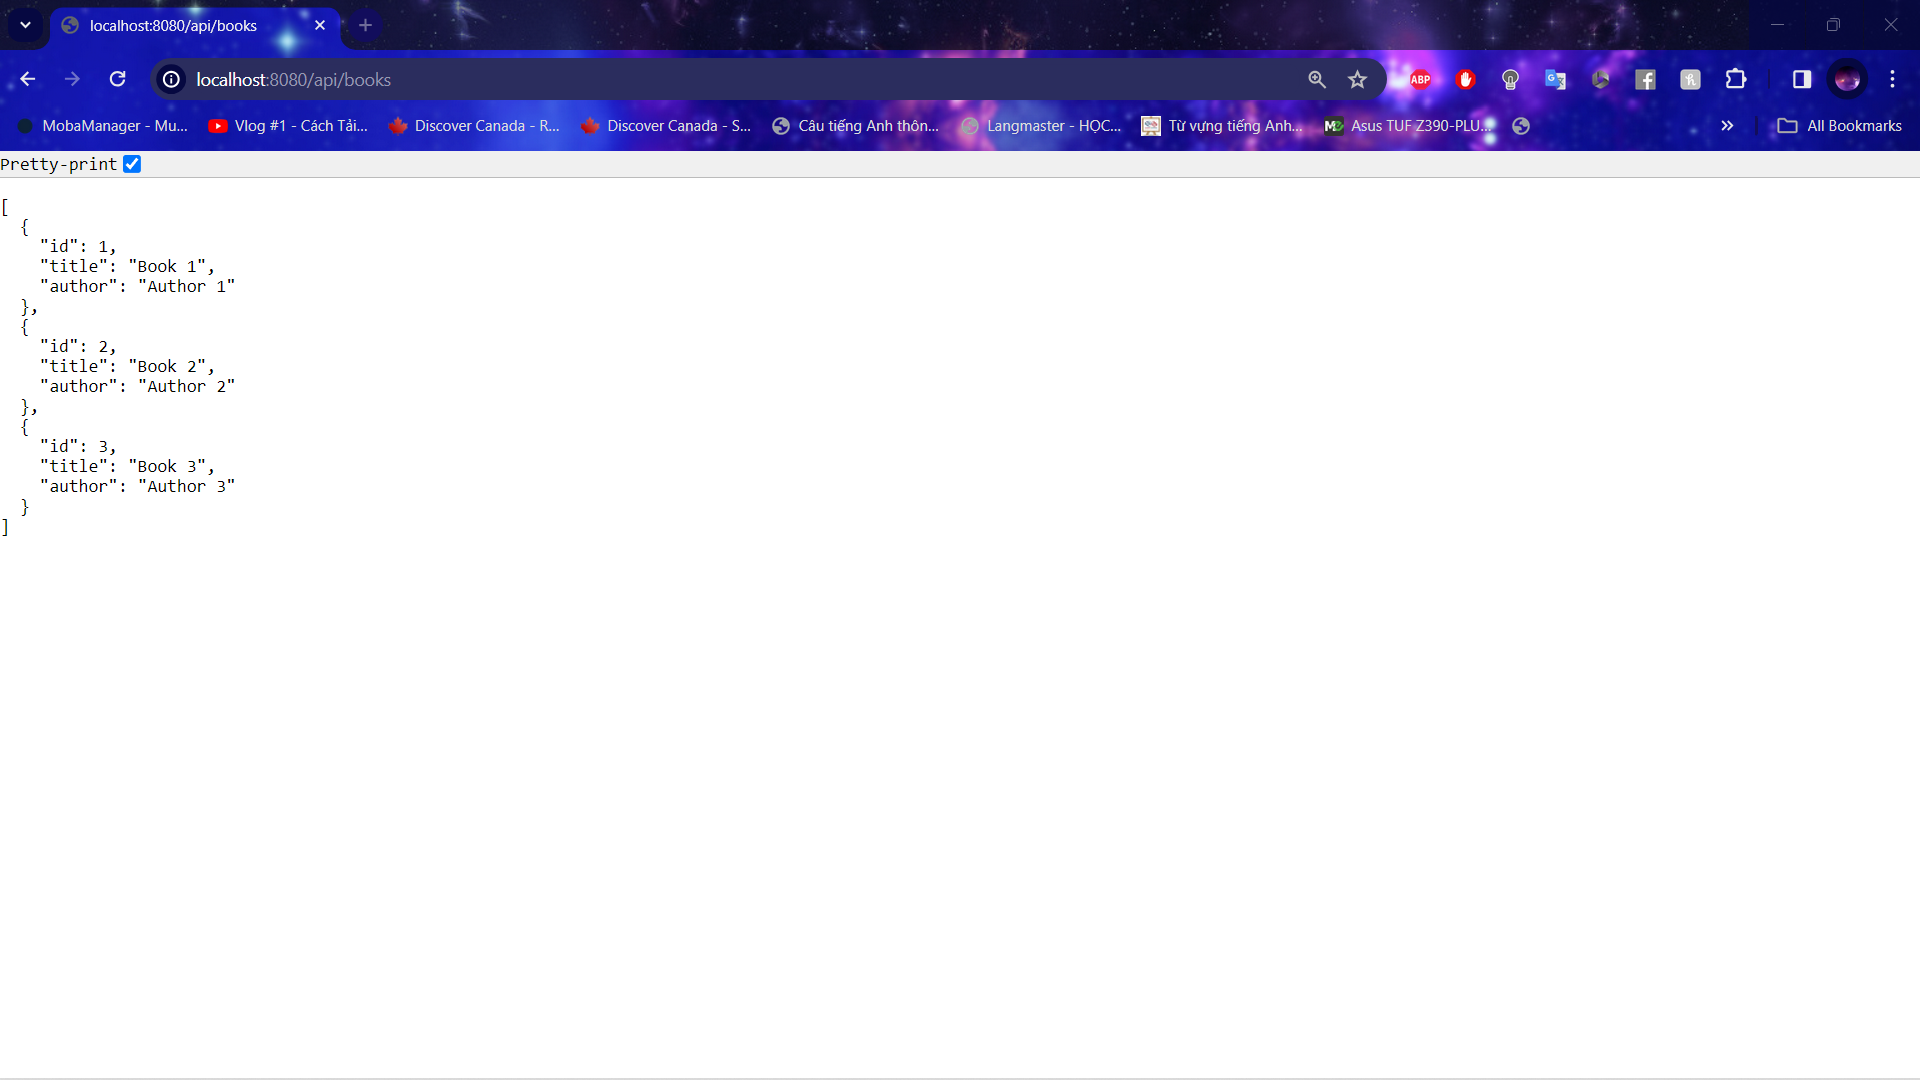 localhost:8080/api/books
localhost:8080/api/books
ABP
MobaManager - Mu...
Vlog #1 - Cách Tải...
Discover Canada - R...
Discover Canada - S...
Câu tiếng Anh thôn...
Langmaster - HỌC...
Từ vựng tiếng Anh...
Asus TUF Z390-PLU...
All Bookmarks
Pretty-print
[
  {
    "id": 1,
    "title": "Book 1",
    "author": "Author 1"
  },
  {
    "id": 2,
    "title": "Book 2",
    "author": "Author 2"
  },
  {
    "id": 3,
    "title": "Book 3",
    "author": "Author 3"
  }
]